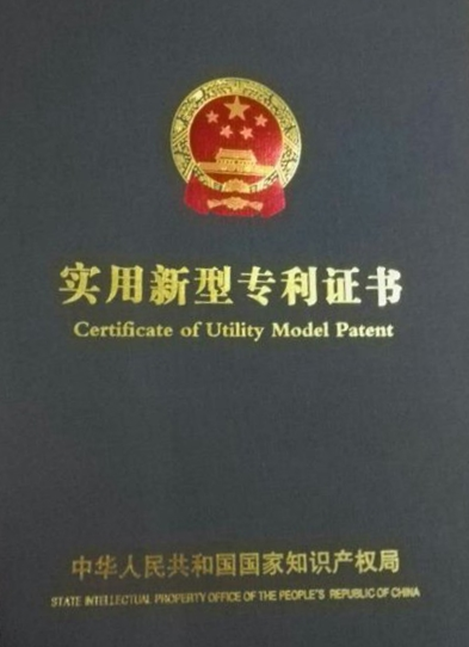 实用新型专利证书
Certificate of Utility Model Patent
中华人民共和国国家知识产权局
STATE INTELLECTUAL PROPERTY OFFICE OF THE PEOPLE'S REPUBLIC OF CHINA